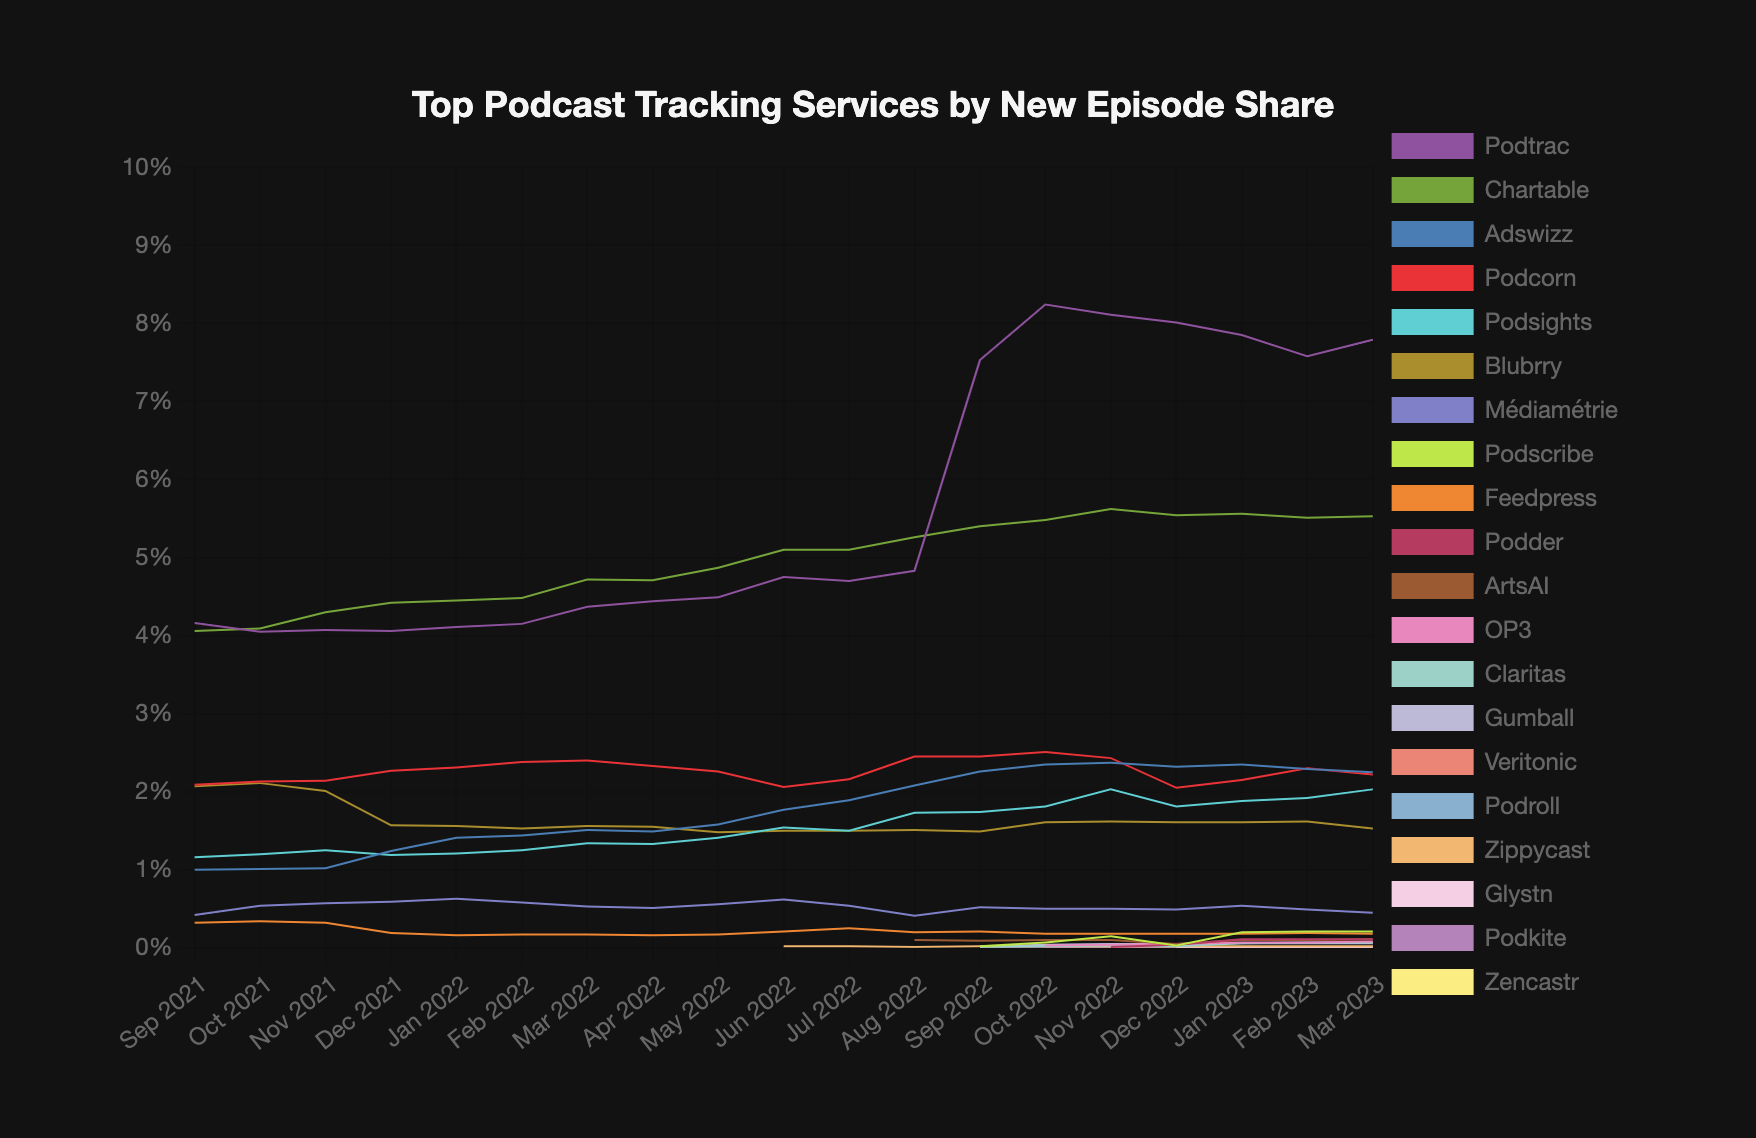 Top Podcast Tracking Services by New Episode Share
10%
9%
8%
7%
6%
5%
4%
3%
2%
1%
0%
Sep 2021
Oct 2021
Nov 2021
Dec 2021
Jan 2022
Feb 2022
Mar 2022
Apr 2022
May 2022
Jun 2022
Jul 2022
Aug 2022
Sep 2022
Oct 2022
Nov 2022
Dec 2022
Jan 2023
Feb 2023
Mar 2023
Podtrac
Chartable
Adswizz
Podcorn
Podsights
Blubrry
Médiamétrie
Podscribe
Feedpress
Podder
ArtsAI
OP3
Claritas
Gumball
Veritonic
Podroll
Zippycast
Glystn
Podkite
Zencastr